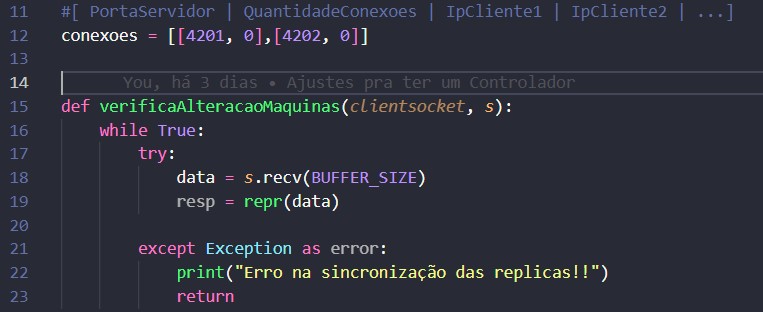 11 #[ PortaServidor | QuantidadeConexoes | IpCliente1 | IpCliente2 | ...]
12 conexoes = [[4201, 0],[4202, 0]]
13
14 You, há 3 dias • Ajustes pra ter um Controlador
15 def verificaAlteracaoMaquinas(clientsocket, s):
16     while True:
17         try:
18             data = s.recv(BUFFER_SIZE)
19             resp = repr(data)
20
21         except Exception as error:
22             print("Erro na sincronização das replicas!!")
23             return